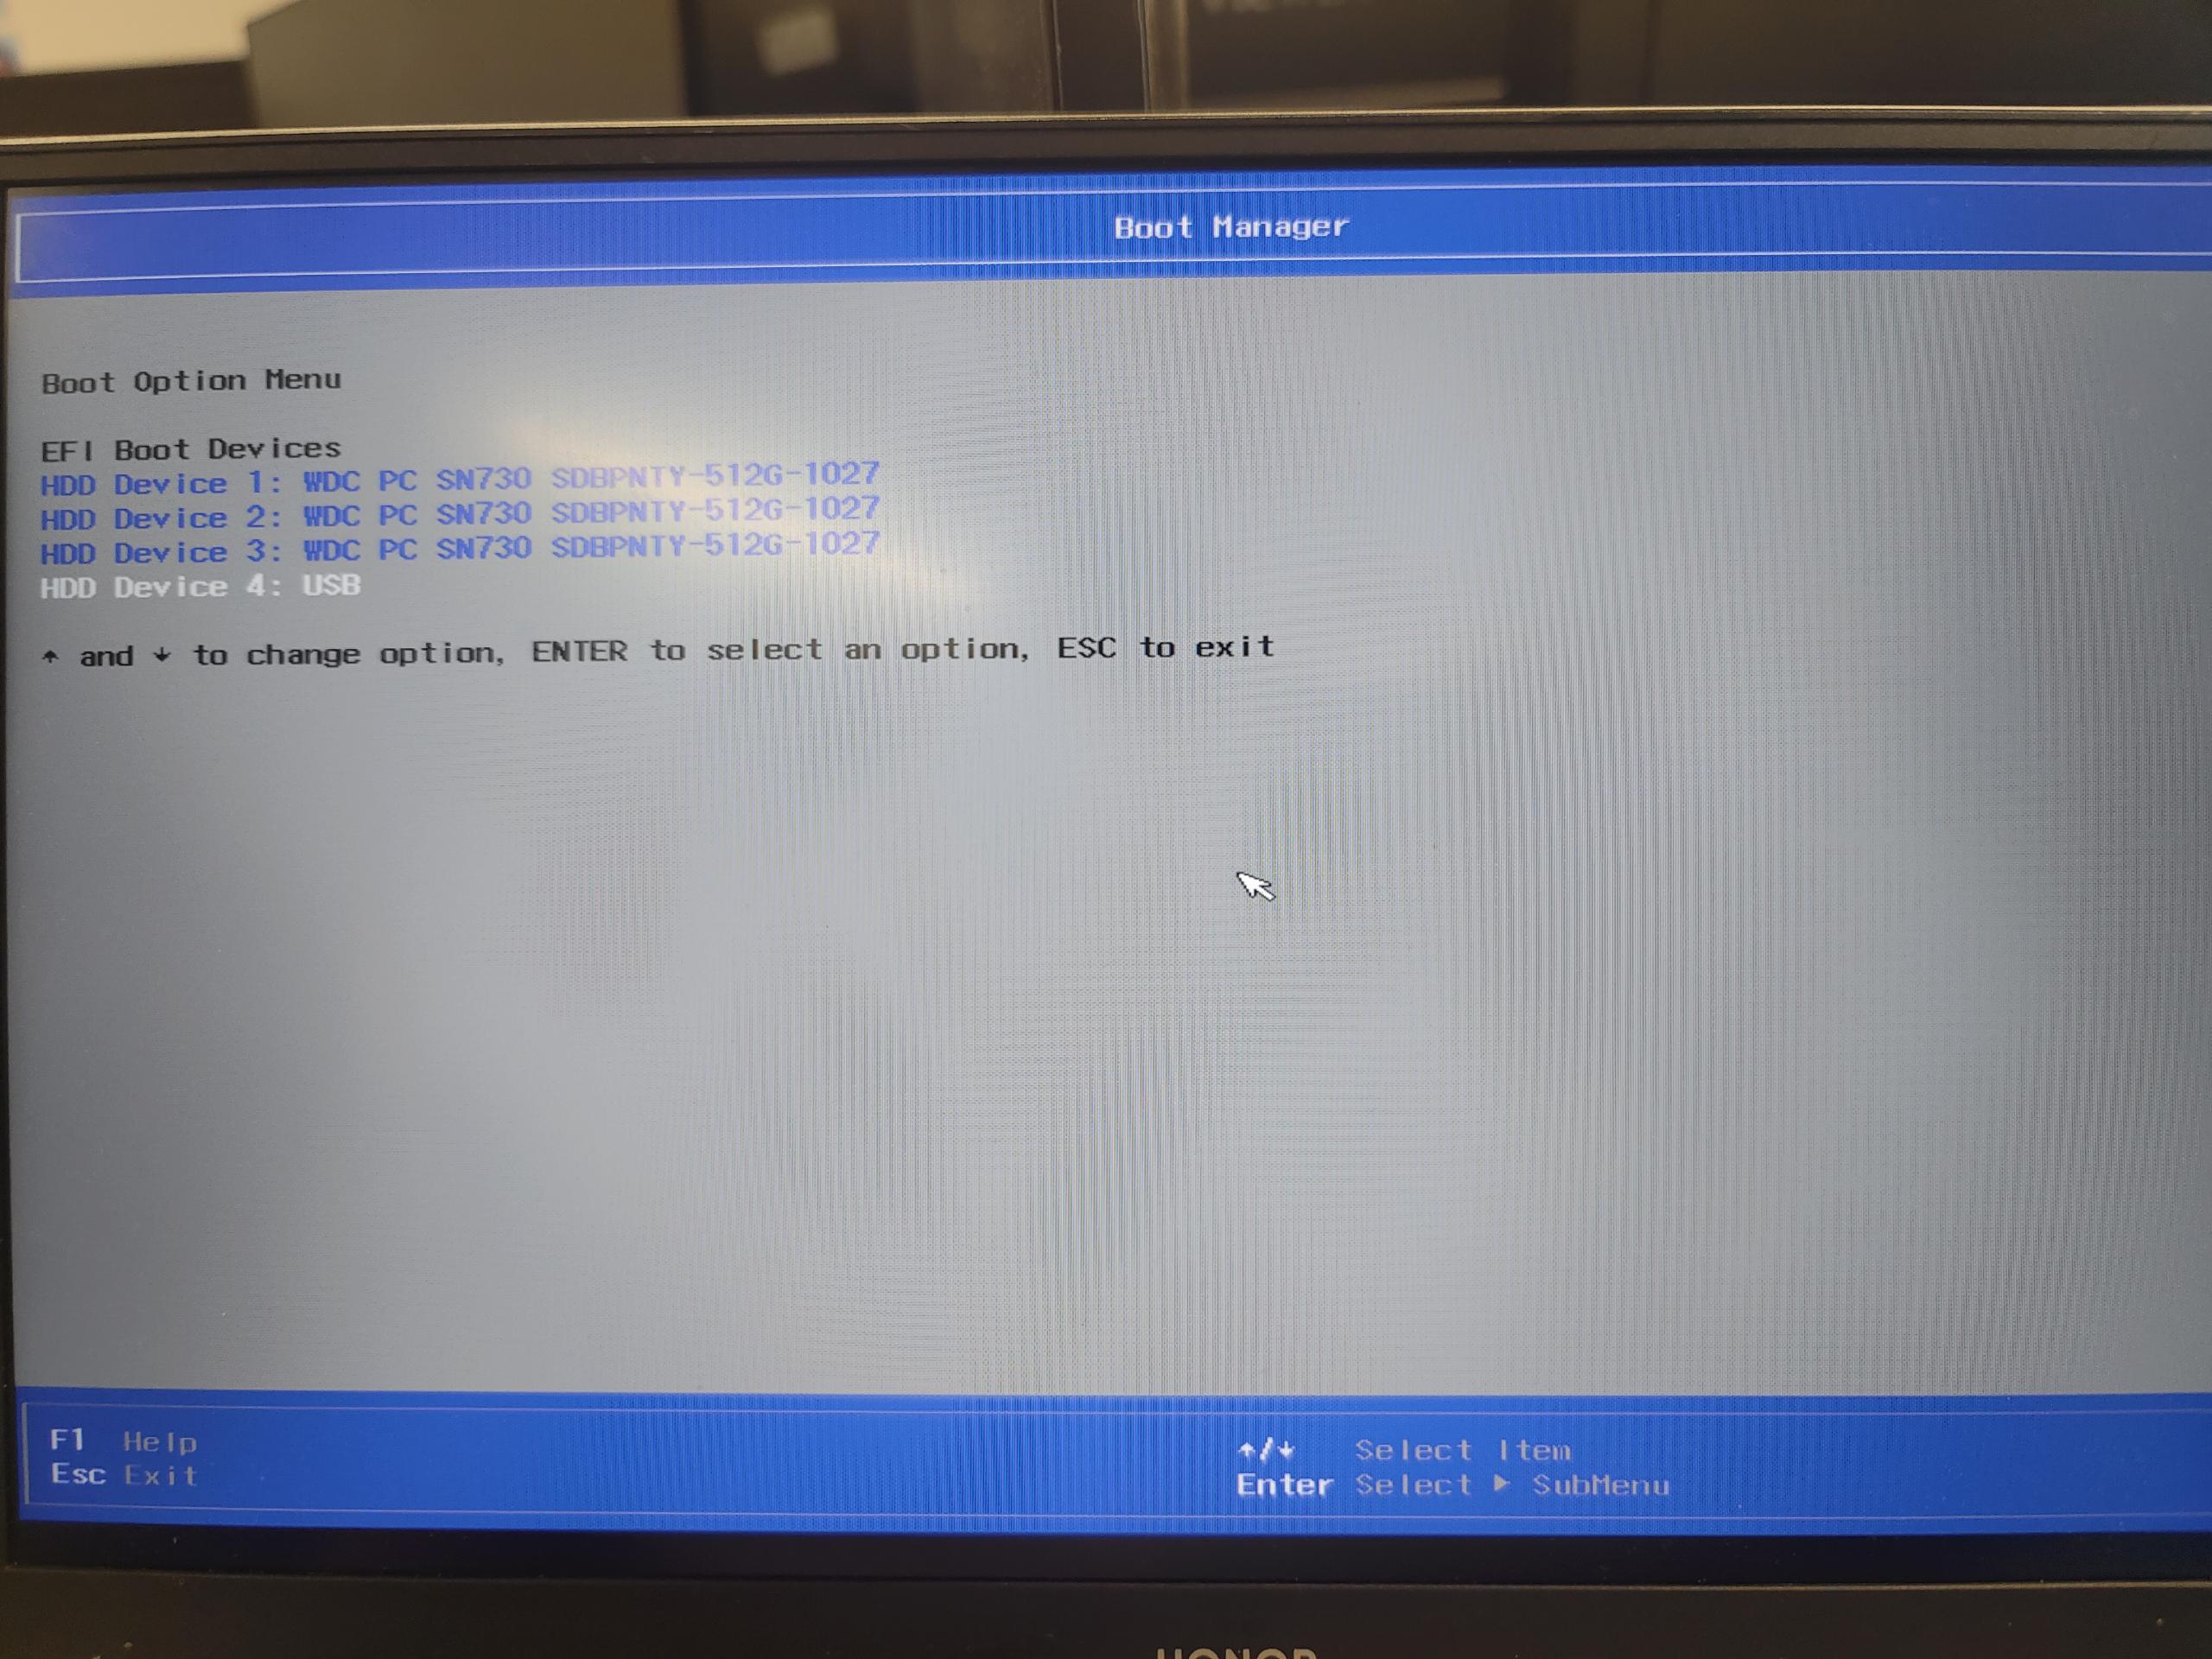 Boot Manager
Boot Option Menu
EFI Boot Devices
HDD Device 1: WDC PC SN730 SDBPNTY-512G-1027
HDD Device 2: WDC PC SN730 SDBPNTY-512G-1027
HDD Device 3: WDC PC SN730 SDBPNTY-512G-1027
HDD Device 4: USB
↑ and ↓ to change option, ENTER to select an option, ESC to exit
F1 Help
Esc Exit
↑/↓ Select Item
Enter Select ▶ SubMenu
HONOR